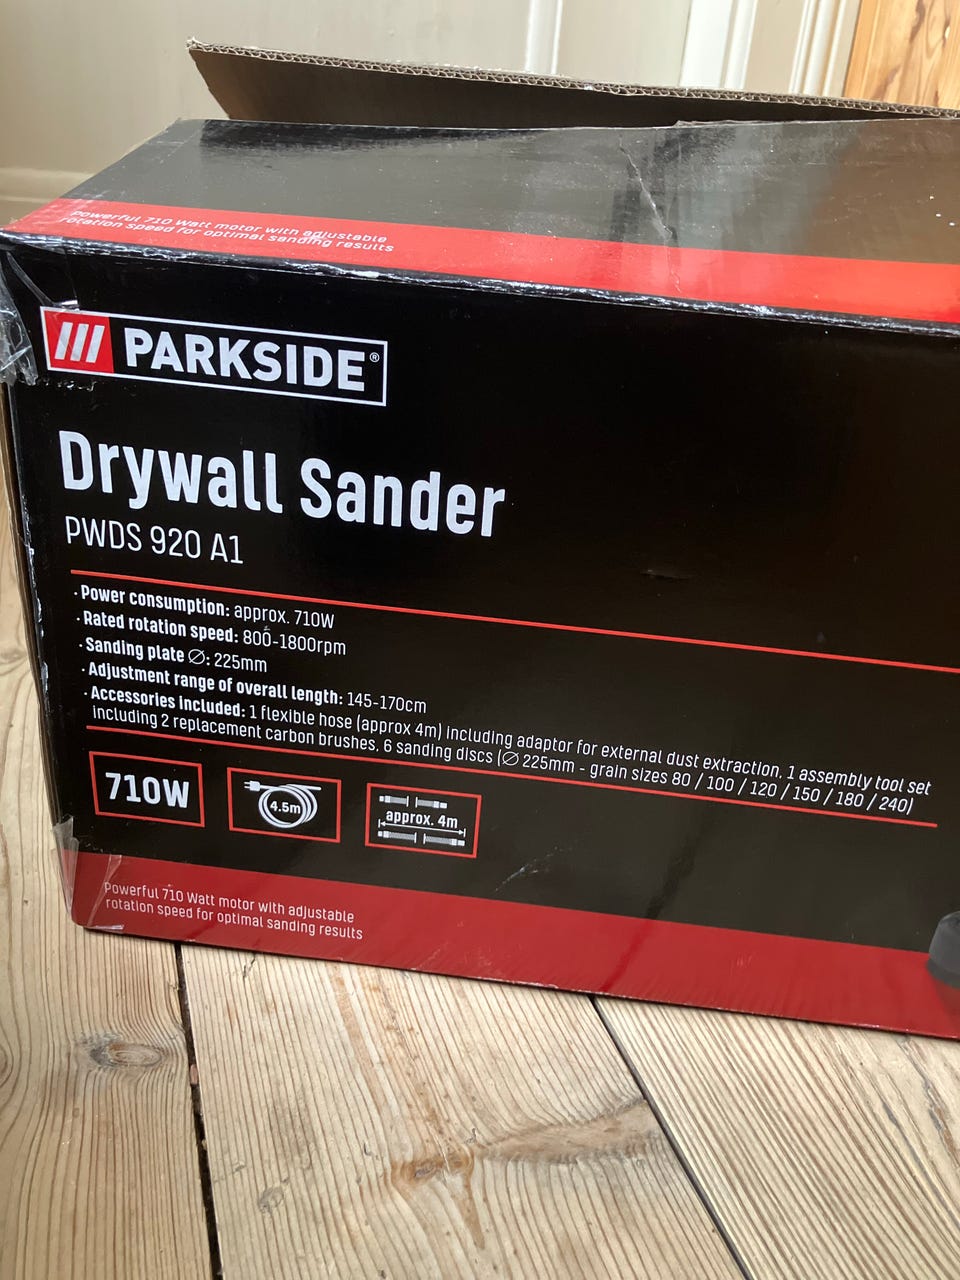 Powerful 710 Watt motor with adjustable
rotation speed for optimal sanding results
PARKSIDE®
Drywall Sander
PWDS 920 A1
· Power consumption: approx. 710W
· Rated rotation speed: 800-1800rpm
· Sanding plate ∅: 225mm
· Adjustment range of overall length: 145-170cm
· Accessories included: 1 flexible hose (approx 4m) including adaptor for external dust extraction, 1 assembly tool set
including 2 replacement carbon brushes, 6 sanding discs (∅ 225mm - grain sizes 80 / 100 / 120 / 150 / 180 / 240)
710W
4.5m
approx. 4m
Powerful 710 Watt motor with adjustable
rotation speed for optimal sanding results